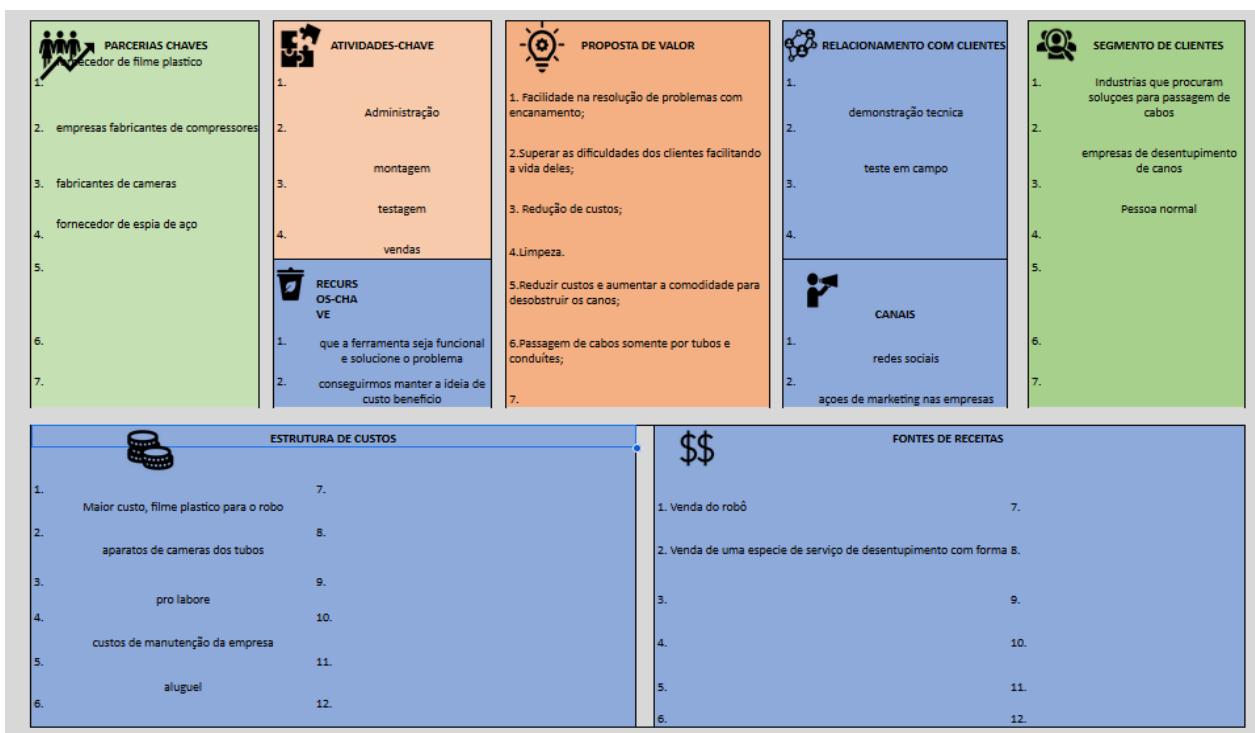 PARCERIAS CHAVES
fornecedor de filme plastico
1.
2. empresas fabricantes de compressores
3. fabricantes de cameras
fornecedor de espia de aço
4.
5.
6.
7.
ATIVIDADES-CHAVE
1.
Administração
2.
montagem
3.
testagem
4.
vendas
RECURS
OS-CHA
VE
1. que a ferramenta seja funcional
e solucione o problema
2. conseguirmos manter a ideia de
custo beneficio
PROPOSTA DE VALOR
1. Facilidade na resolução de problemas com
encanamento;
2.Superar as dificuldades dos clientes facilitando
a vida deles;
3. Redução de custos;
4.Limpeza.
5.Reduzir custos e aumentar a comodidade para
desobstruir os canos;
6.Passagem de cabos somente por tubos e
conduítes;
7.
RELACIONAMENTO COM CLIENTES
1.
demonstração tecnica
2.
teste em campo
3.
4.
CANAIS
1.
redes sociais
2.
açoes de marketing nas empresas
SEGMENTO DE CLIENTES
1. Industrias que procuram
soluçoes para passagem de
cabos
2.
empresas de desentupimento
de canos
3.
Pessoa normal
4.
5.
6.
7.
ESTRUTURA DE CUSTOS
1.
Maior custo, filme plastico para o robo
2.
aparatos de cameras dos tubos
3.
pro labore
4.
custos de manutenção da empresa
5.
aluguel
6.
7.
8.
9.
10.
11.
12.
$$
FONTES DE RECEITAS
1. Venda do robô
2. Venda de uma especie de serviço de desentupimento com forma
3.
4.
5.
6.
7.
8.
9.
10.
11.
12.